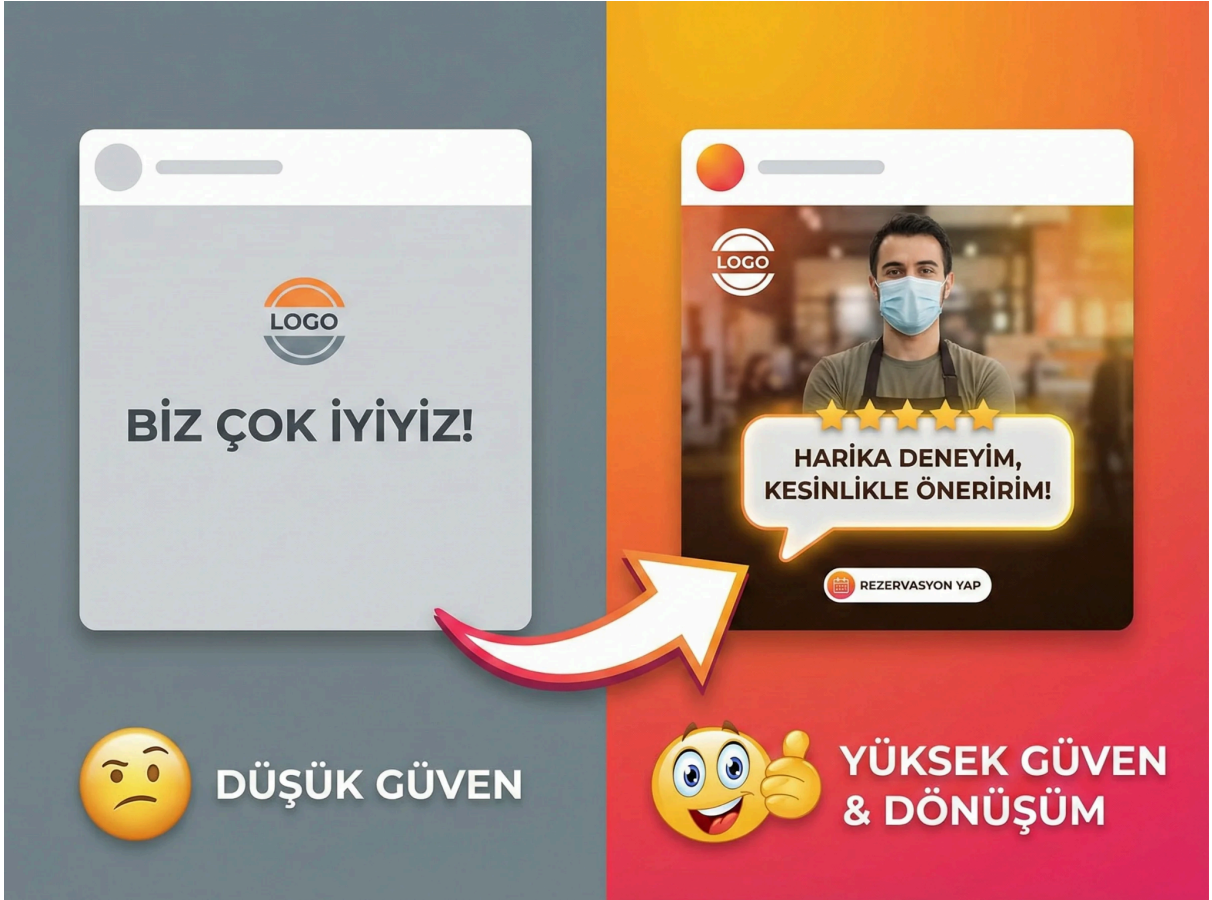 LOGO
BİZ ÇOK İYİYİZ!
DÜŞÜK GÜVEN
LOGO
HARİKA DENEYİM,
KESİNLİKLE ÖNERİRİM!
REZERVASYON YAP
YÜKSEK GÜVEN
& DÖNÜŞÜM